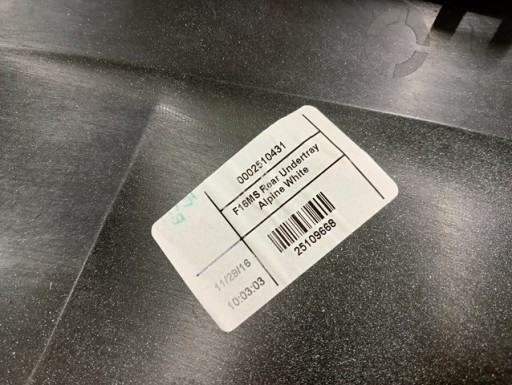 0002510431
F16MS Rear Undertray
Alpine White
25109668
11/29/16
10:03:03